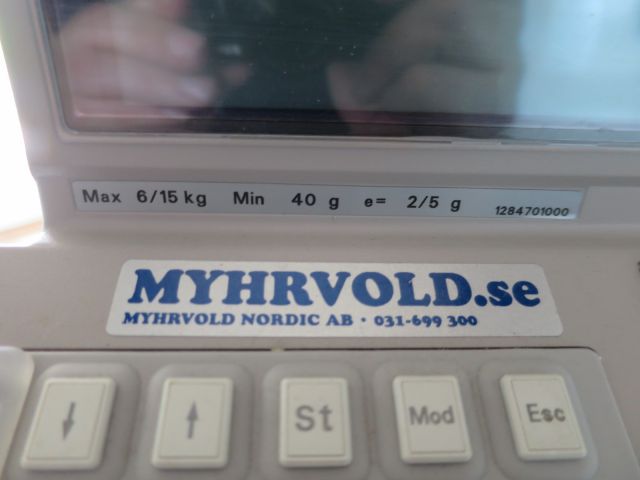 Max 6/15 kg Min 40 g e= 2/5 g 1284701000
MYHRVOLD.se
MYHRVOLD NORDIC AB · 031-699 300
↓ ↑ St Mod Esc